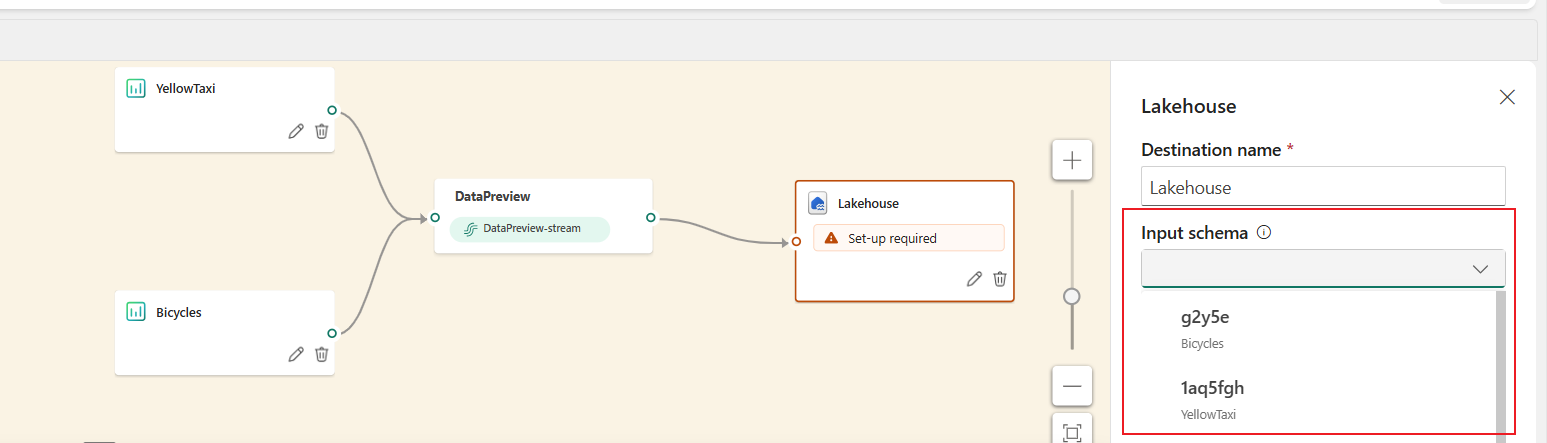 YellowTaxi
DataPreview
DataPreview-stream
Bicycles
Lakehouse
Set-up required
Lakehouse
Destination name *
Lakehouse
Input schema
g2y5e
Bicycles
1aq5fgh
YellowTaxi